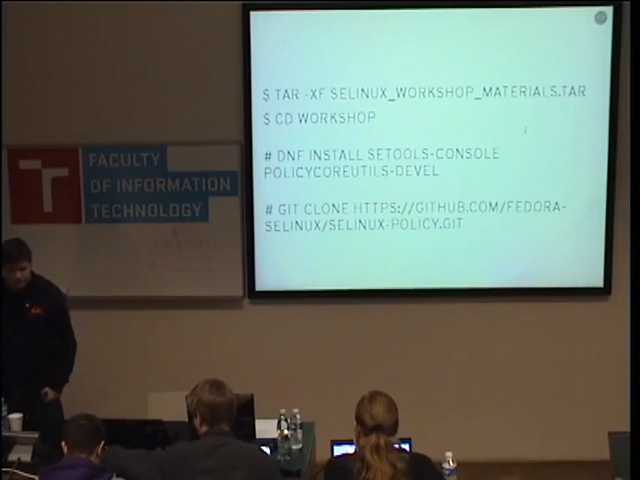 $ TAR -XF SELINUX_WORKSHOP_MATERIALS.TAR
$ CD WORKSHOP
# DNF INSTALL SETOOLS-CONSOLE
POLICYCOREUTILS-DEVEL
# GIT CLONE HTTPS://GITHUB.COM/FEDORA-
SELINUX/SELINUX-POLICY.GIT
FACULTY
OF INFORMATION
TECHNOLOGY